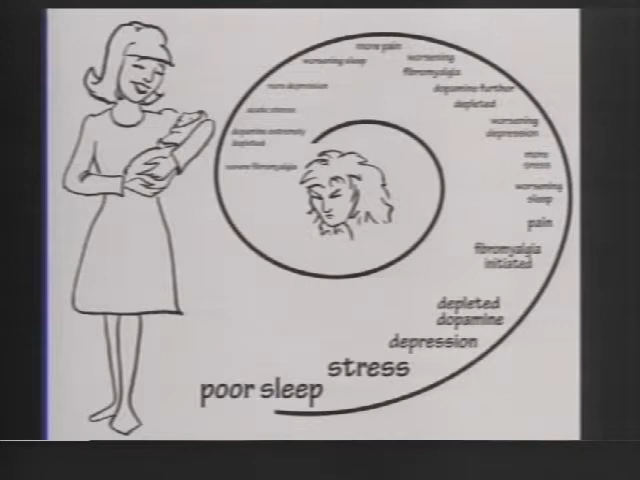 poor sleep
stress
depression
depleted
dopamine
fibromyalgia
initiated
pain
worsening
sleep
more
stress
worsening
depression
dopamine further
depleted
worsening
fibromyalgia
more pain
worsening sleep
more depression
acute stress
dopamine extremely
depleted
severe fibromyalgia